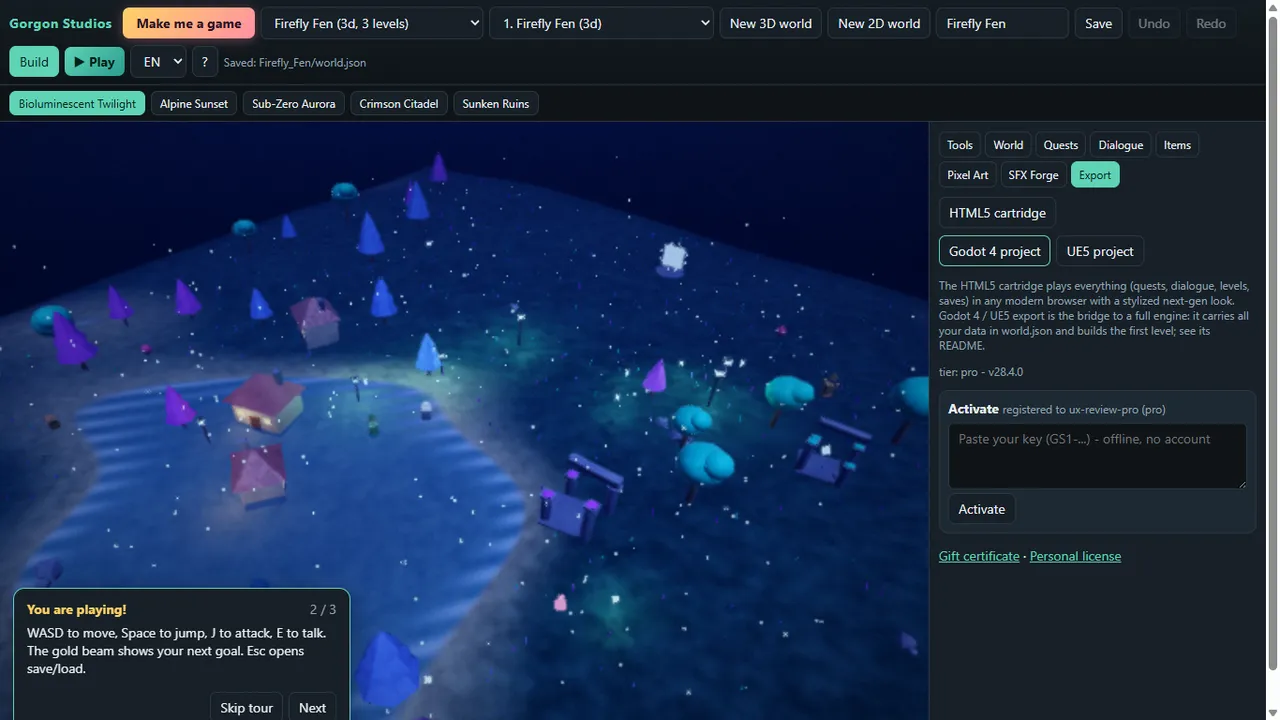 Gorgon Studios
Make me a game
Firefly Fen (3d, 3 levels)
1. Firefly Fen (3d)
New 3D world
New 2D world
Firefly Fen
Save
Undo
Redo
Build
▶ Play
EN
?
Saved: Firefly_Fen/world.json
Bioluminescent Twilight
Alpine Sunset
Sub-Zero Aurora
Crimson Citadel
Sunken Ruins
Tools
World
Quests
Dialogue
Items
Pixel Art
SFX Forge
Export
HTML5 cartridge
Godot 4 project
UE5 project
The HTML5 cartridge plays everything (quests, dialogue, levels,
saves) in any modern browser with a stylized next-gen look.
Godot 4 / UE5 export is the bridge to a full engine: it carries all
your data in world.json and builds the first level; see its
README.
tier: pro - v28.4.0
Activate registered to ux-review-pro (pro)
Paste your key (GS1-...) - offline, no account
Activate
Gift certificate · Personal license
You are playing!
2 / 3
WASD to move, Space to jump, J to attack, E to talk.
The gold beam shows your next goal. Esc opens
save/load.
Skip tour
Next